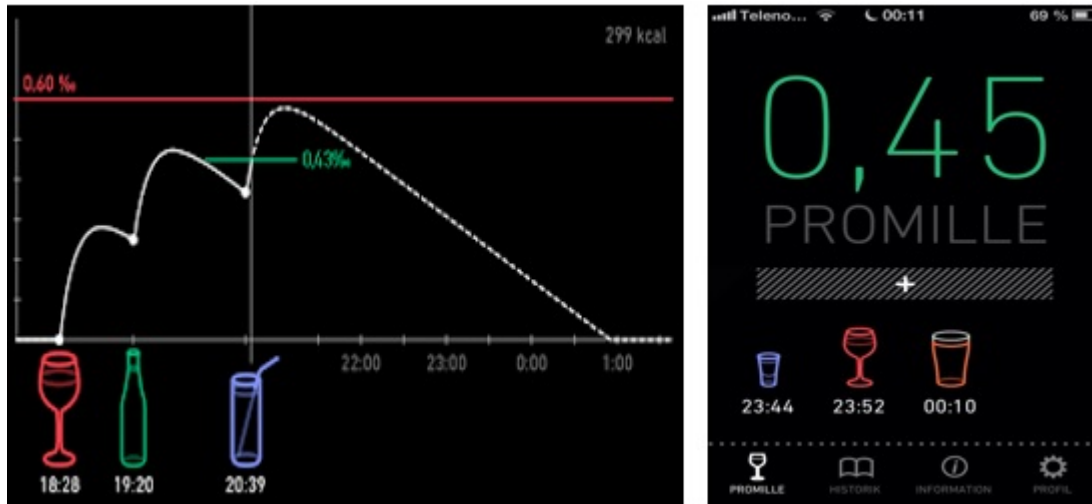 299 kcal
0,60 ‰
0,43‰
22:00 23:00 0:00 1:00
18:28 19:20 20:39
Teleno... 00:11 69 %
0,45
PROMILLE
+
23:44 23:52 00:10
PROMILLE HISTORIK INFORMATION PROFIL